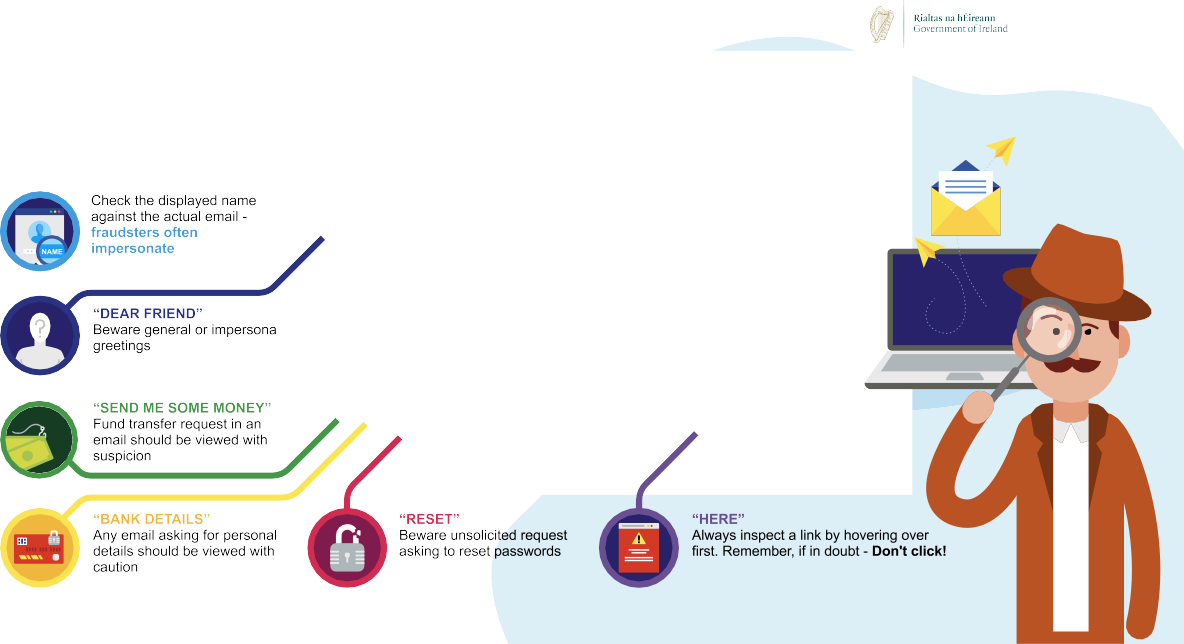 Rialtas na hÉireann
Government of Ireland
Check the displayed name
against the actual email -
fraudsters often
impersonate
NAME
“DEAR FRIEND”
Beware general or impersona
greetings
“SEND ME SOME MONEY”
Fund transfer request in an
email should be viewed with
suspicion
“BANK DETAILS”
Any email asking for personal
details should be viewed with
caution
“RESET”
Beware unsolicited request
asking to reset passwords
“HERE”
Always inspect a link by hovering over
first. Remember, if in doubt - Don't click!